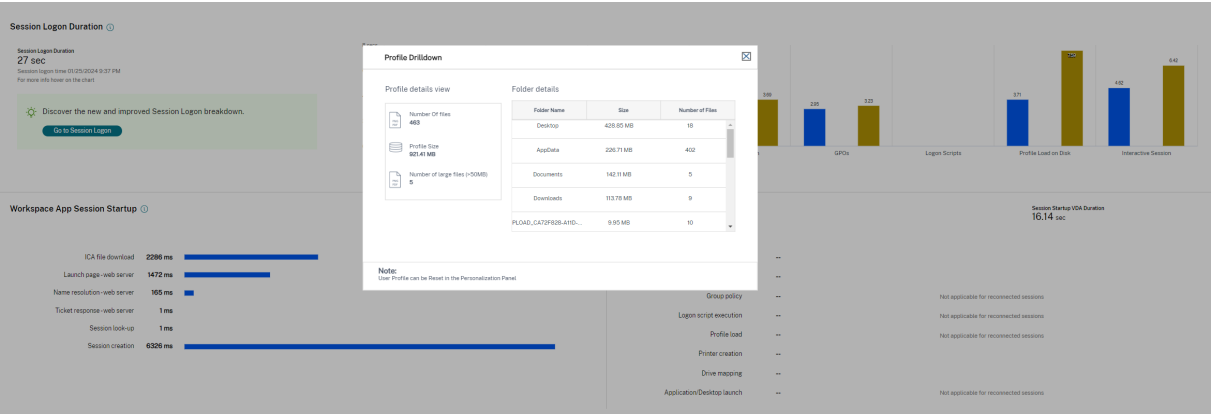 Session Logon Duration
Session Logon Duration
27 sec
Session logon time 01/25/2024 9:37 PM
For more info hover on the chart
Discover the new and improved Session Logon breakdown.
Go to Session Logon
Profile Drilldown
Profile details view
Number Of files
463
Profile Size
921.41 MB
Number of large files (>50MB)
5
Folder details
Folder Name Size Number of Files
Desktop 428.85 MB 18
AppData 226.71 MB 402
Documents 142.11 MB 5
Downloads 113.78 MB 9
PLOAD_CA72F828-A11D-... 9.95 MB 10
Note:
User Profile can be Reset in the Personalization Panel
3.23
3.71
4.62
6.42
GPOs
Logon Scripts
Profile Load on Disk
Interactive Session
Workspace App Session Startup
ICA file download 2286 ms
Launch page-web server 1472 ms
Name resolution-web server 165 ms
Ticket response-web server 1 ms
Session look-up 1 ms
Session creation 6326 ms
Session Startup VDA Duration
16.14 sec
--
--
Group policy Not applicable for reconnected sessions
Logon script execution -- Not applicable for reconnected sessions
Profile load -- Not applicable for reconnected sessions
Printer creation --
Drive mapping --
Application/Desktop launch -- Not applicable for reconnected sessions